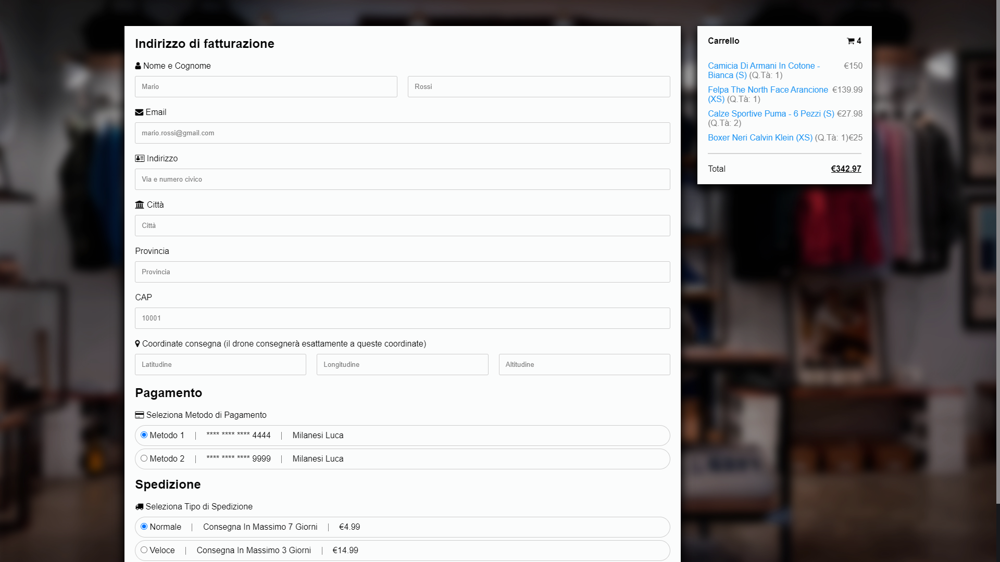 Indirizzo di fatturazione
Nome e Cognome
Mario
Rossi
Email
mario.rossi@gmail.com
Indirizzo
Via e numero civico
Città
Città
Provincia
Provincia
CAP
10001
Coordinate consegna (il drone consegnerà esattamente a queste coordinate)
Latitudine
Longitudine
Altitudine
Pagamento
Seleziona Metodo di Pagamento
Metodo 1 | **** **** **** 4444 | Milanesi Luca
Metodo 2 | **** **** **** 9999 | Milanesi Luca
Spedizione
Seleziona Tipo di Spedizione
Normale | Consegna In Massimo 7 Giorni | €4.99
Veloce | Consegna In Massimo 3 Giorni | €14.99
Carrello 4
Camicia Di Armani In Cotone - €150
Bianca (S) (Q.Tà: 1)
Felpa The North Face Arancione €139.99
(XS) (Q.Tà: 1)
Calze Sportive Puma - 6 Pezzi (S) €27.98
(Q.Tà: 2)
Boxer Neri Calvin Klein (XS) (Q.Tà: 1)€25
Total €342.97